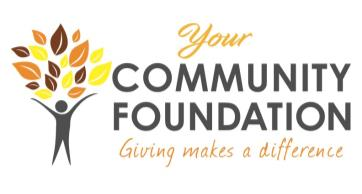 Your
COMMUNITY
FOUNDATION
Giving makes a difference